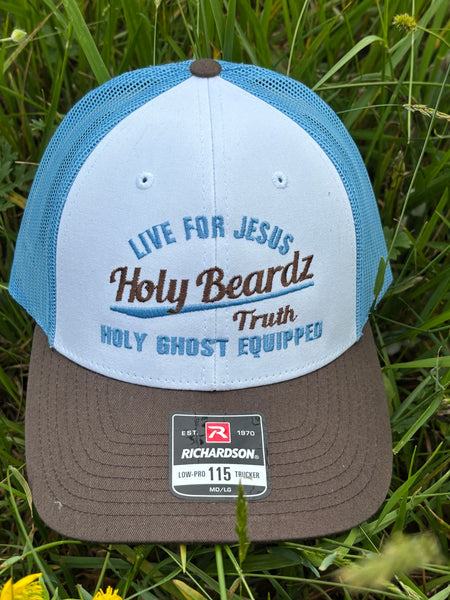 LIVE FOR JESUS
Holy Beardz
Truth
HOLY GHOST EQUIPPED
EST. R 1970
RICHARDSON®
LOW-PRO 115 TRUCKER
MD/LG